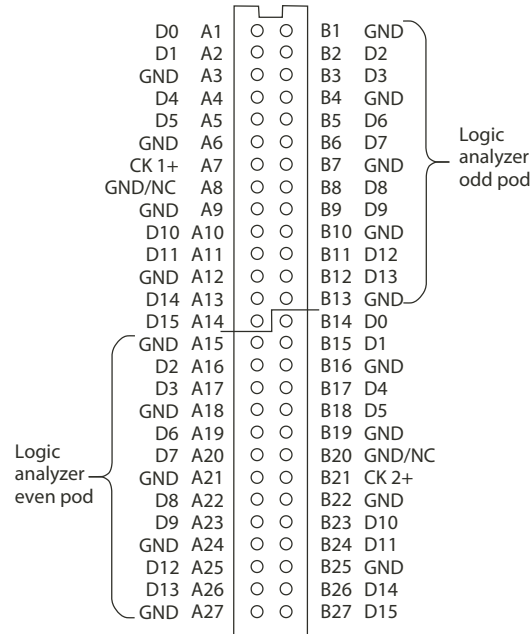 D0 A1 B1 GND
D1 A2 B2 D2
GND A3 B3 D3
D4 A4 B4 GND
D5 A5 B5 D6
GND A6 B6 D7
CK 1+ A7 B7 GND
GND/NC A8 B8 D8
GND A9 B9 D9
D10 A10 B10 GND
D11 A11 B11 D12
GND A12 B12 D13
D14 A13 B13 GND
D15 A14 B14 D0
GND A15 B15 D1
D2 A16 B16 GND
D3 A17 B17 D4
GND A18 B18 D5
D6 A19 B19 GND
D7 A20 B20 GND/NC
GND A21 B21 CK 2+
D8 A22 B22 GND
D9 A23 B23 D10
GND A24 B24 D11
D12 A25 B25 GND
D13 A26 B26 D14
GND A27 B27 D15
Logic
analyzer
odd pod
Logic
analyzer
even pod